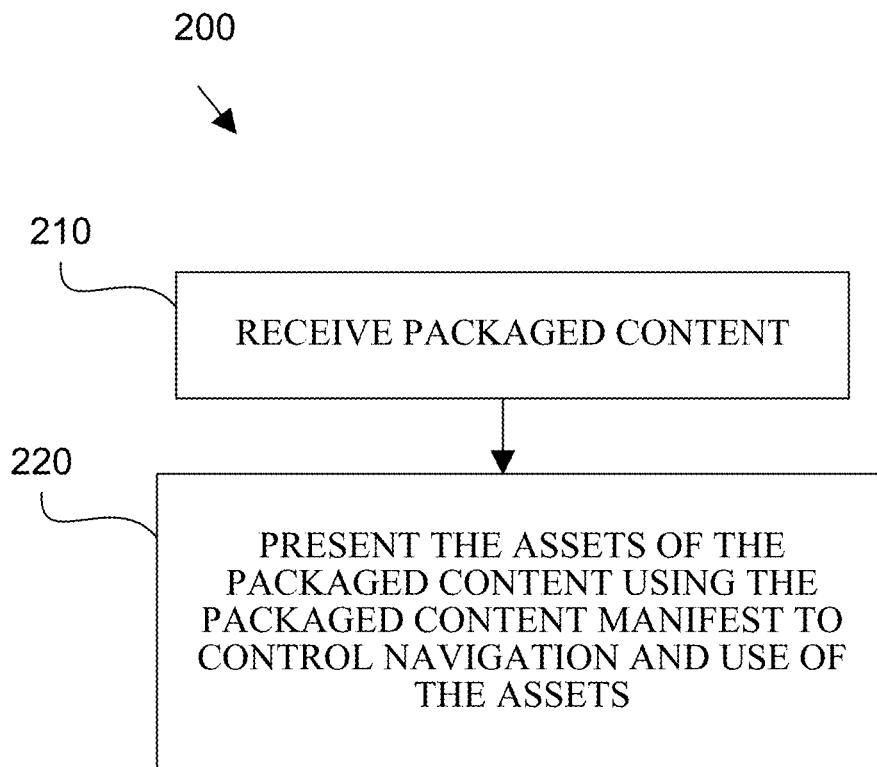 200
210
RECEIVE PACKAGED CONTENT
220
PRESENT THE ASSETS OF THE
PACKAGED CONTENT USING THE
PACKAGED CONTENT MANIFEST TO
CONTROL NAVIGATION AND USE OF
THE ASSETS